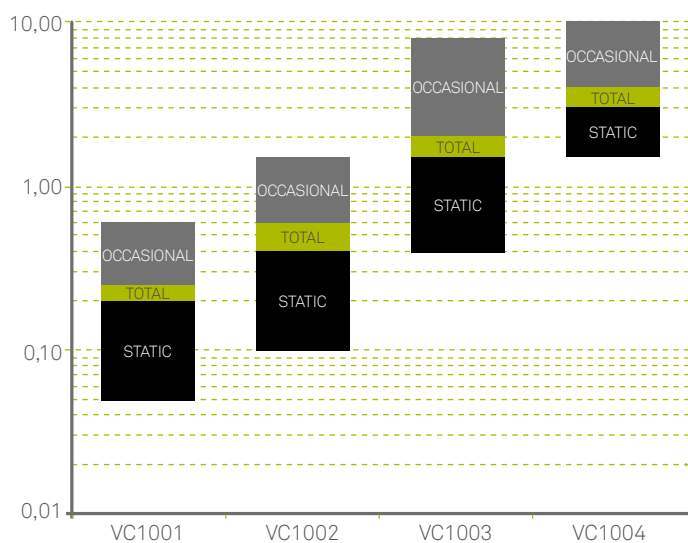 10,00
OCCASIONAL
OCCASIONAL
OCCASIONAL
TOTAL
STATIC
TOTAL
1,00
OCCASIONAL
STATIC
TOTAL
OCCASIONAL
TOTAL
STATIC
0,10
STATIC
0,01
VC1001 VC1002 VC1003 VC1004